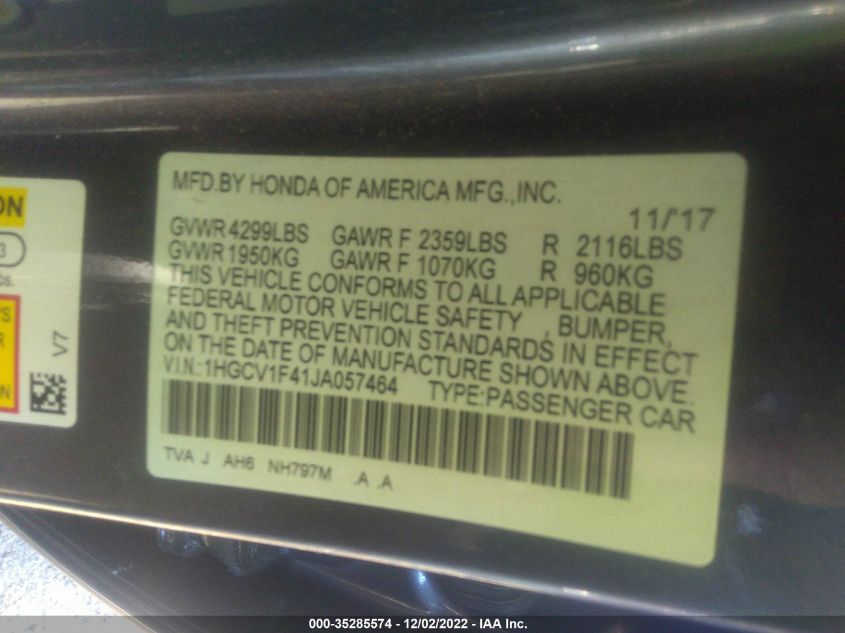 ON
3
bs.
'S
R
V7
MFD.BY HONDA OF AMERICA MFG.,INC.
11/'17
GVWR 4299LBS GAWR F 2359LBS R 2116LBS
GVWR 1950KG GAWR F 1070KG R 960KG
THIS VEHICLE CONFORMS TO ALL APPLICABLE
FEDERAL MOTOR VEHICLE SAFETY , BUMPER,
AND THEFT PREVENTION STANDARDS IN EFFECT
ON THE DATE OF MANUFACTURE SHOWN ABOVE.
V.I.N.:1HGCV1F41JA057464 TYPE:PASSENGER CAR
TVA J AH6 NH797M .A .A
000-35285574 - 12/02/2022 - IAA Inc.